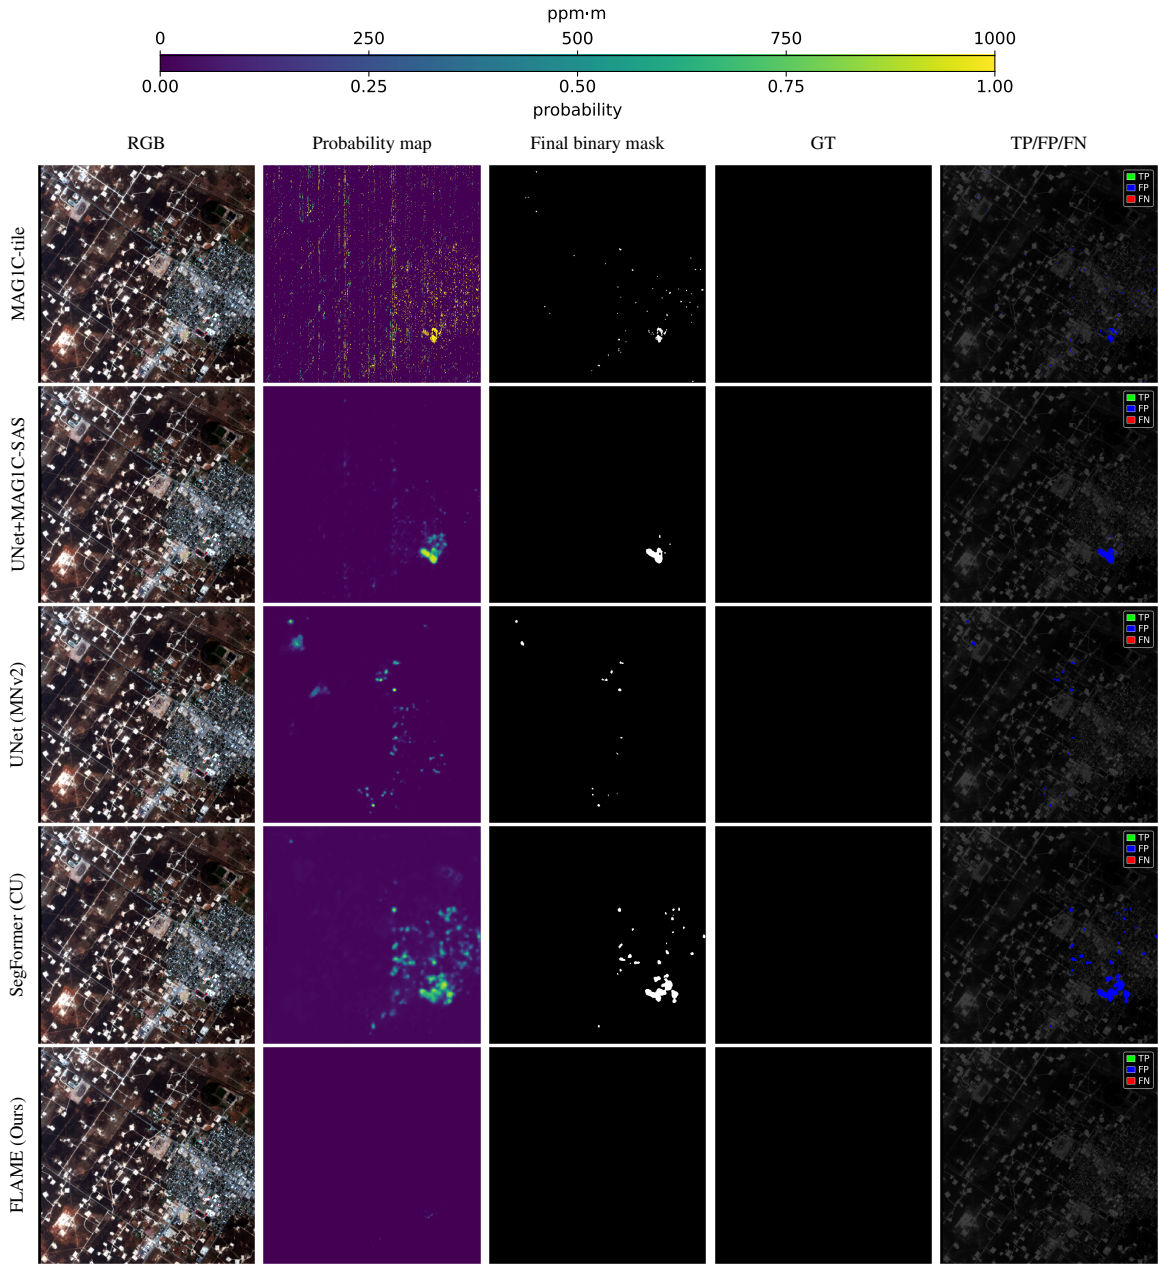 ppm·m
0 250 500 750 1000
0.00 0.25 0.50 0.75 1.00
probability
RGB Probability map Final binary mask GT TP/FP/FN
MAG1C-tile
TP
FP
FN
UNet+MAG1C-SAS
TP
FP
FN
UNet (MNv2)
TP
FP
FN
SegFormer (CU)
TP
FP
FN
FLAME (Ours)
TP
FP
FN